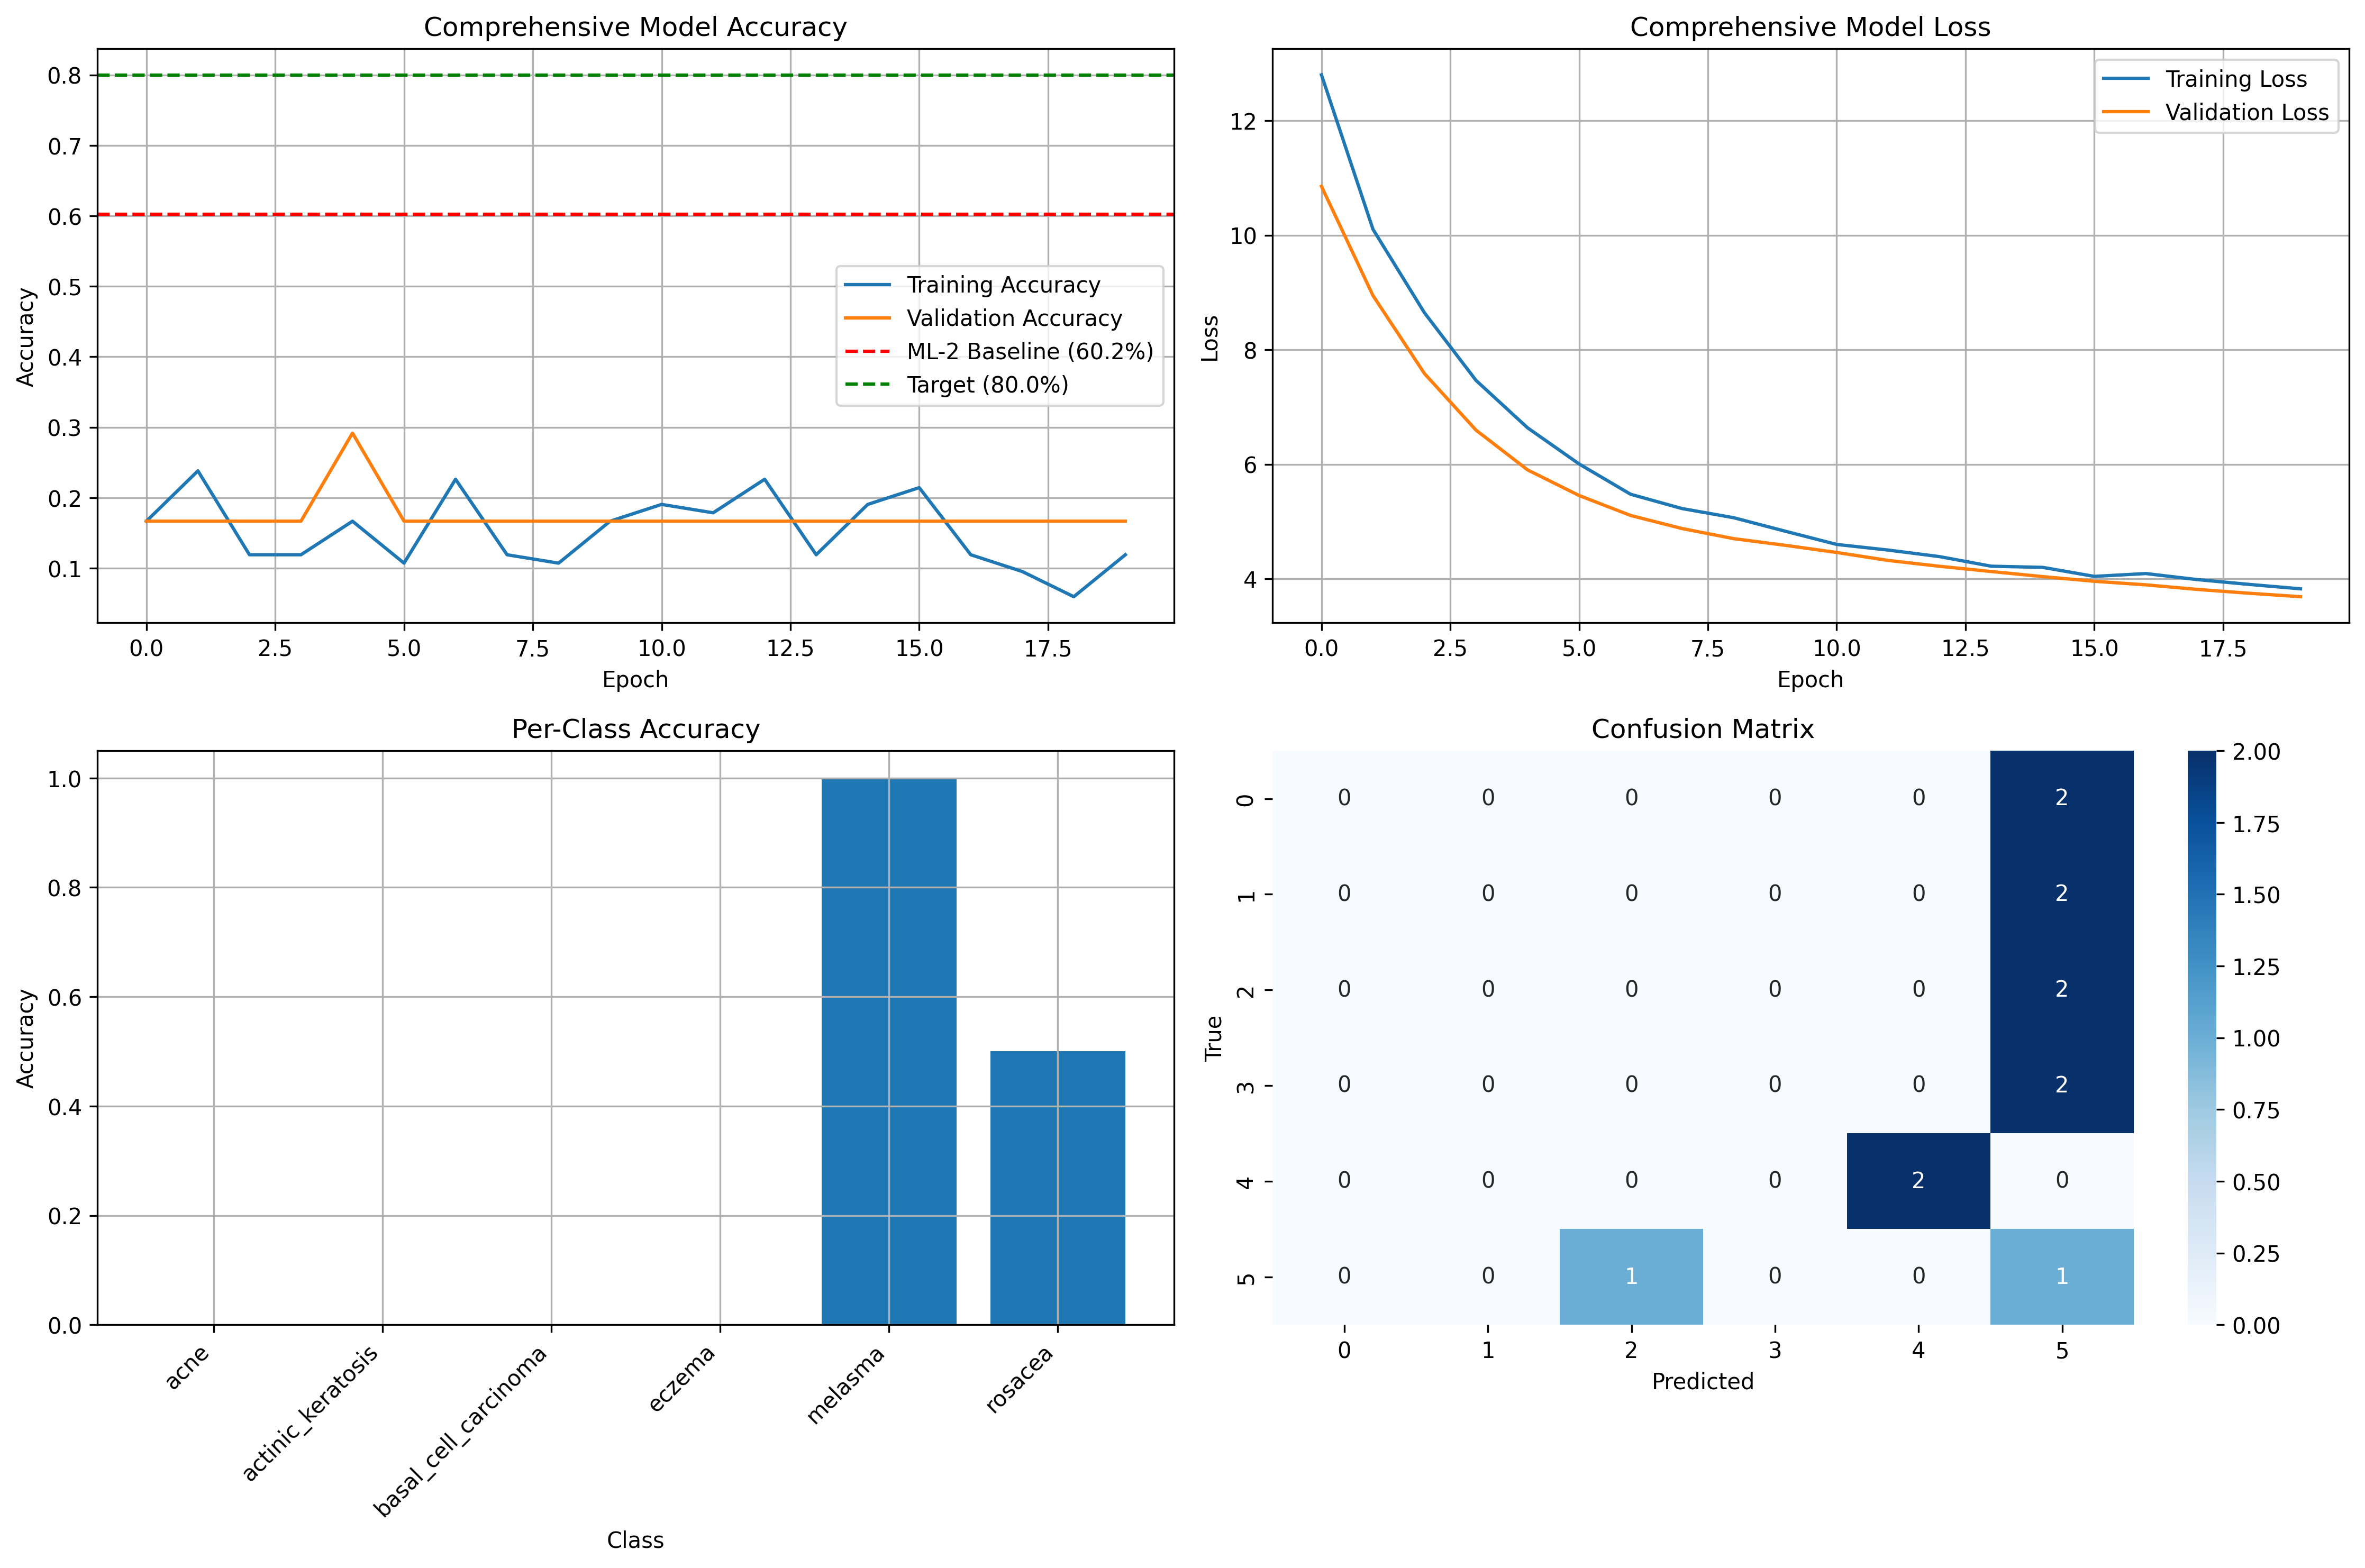 Comprehensive Model Accuracy
Accuracy
0.8
0.7
0.6
0.5
0.4
0.3
0.2
0.1
Training Accuracy
Validation Accuracy
ML-2 Baseline (60.2%)
Target (80.0%)
0.0 2.5 5.0 7.5 10.0 12.5 15.0 17.5
Epoch
Comprehensive Model Loss
Loss
12
10
8
6
4
Training Loss
Validation Loss
0.0 2.5 5.0 7.5 10.0 12.5 15.0 17.5
Epoch
Per-Class Accuracy
Accuracy
1.0
0.8
0.6
0.4
0.2
0.0
acne
actinic_keratosis
basal_cell_carcinoma
eczema
melasma
rosacea
Class
Confusion Matrix
True
0 0 0 0 0 0 2
1 0 0 0 0 0 2
2 0 0 0 0 0 2
3 0 0 0 0 0 2
4 0 0 0 0 2 0
5 0 0 1 0 0 1
0 1 2 3 4 5
Predicted
2.00
1.75
1.50
1.25
1.00
0.75
0.50
0.25
0.00